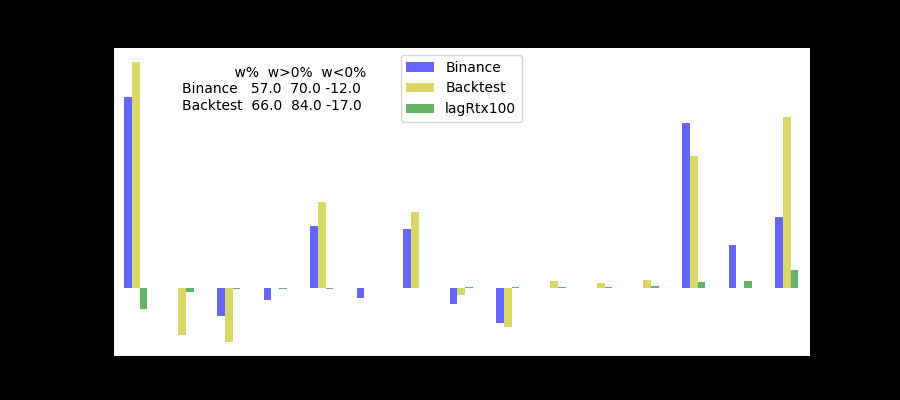 w%  w>0%  w<0%
Binance   57.0  70.0 -12.0
Backtest  66.0  84.0 -17.0
Binance
Backtest
lagRtx100